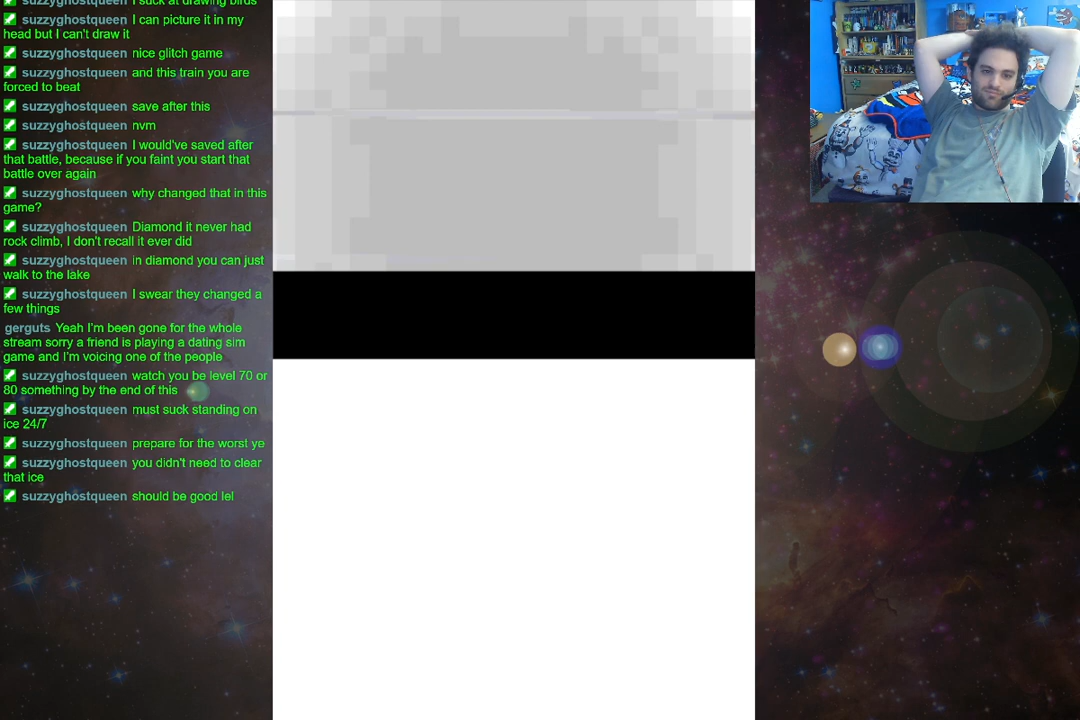 suzzyghostqueen I suck at drawing birds
suzzyghostqueen I can picture it in my
head but I can't draw it
suzzyghostqueen nice glitch game
suzzyghostqueen and this train you are
forced to beat
suzzyghostqueen save after this
suzzyghostqueen nvm
suzzyghostqueen I would've saved after
that battle, because if you faint you start that
battle over again
suzzyghostqueen why changed that in this
game?
suzzyghostqueen Diamond it never had
rock climb, I don't recall it ever did
suzzyghostqueen in diamond you can just
walk to the lake
suzzyghostqueen I swear they changed a
few things
gerguts Yeah I'm been gone for the whole
stream sorry a friend is playing a dating sim
game and I'm voicing one of the people
suzzyghostqueen watch you be level 70 or
80 something by the end of this
suzzyghostqueen must suck standing on
ice 24/7
suzzyghostqueen prepare for the worst ye
suzzyghostqueen you didn't need to clear
that ice
suzzyghostqueen should be good lel